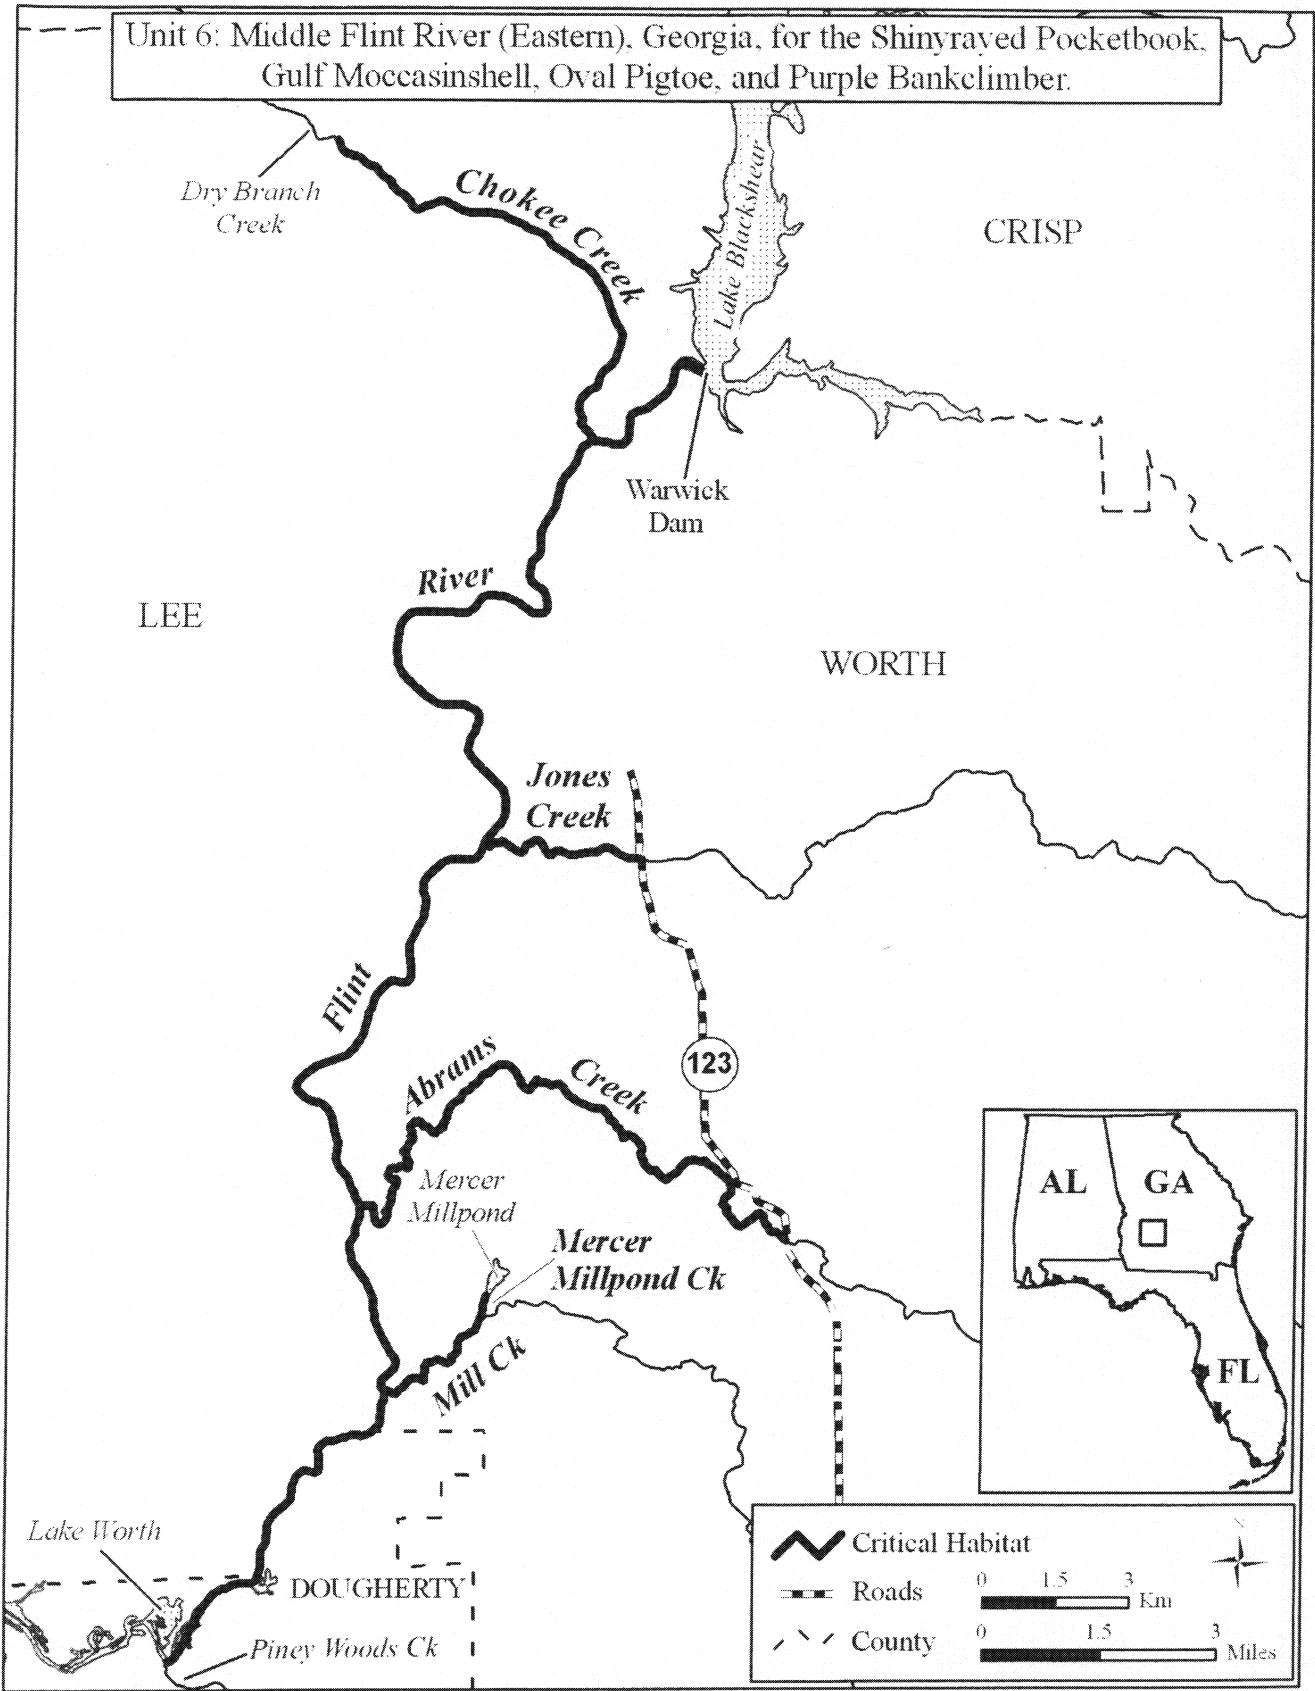 Unit 6: Middle Flint River (Eastern), Georgia, for the Shinyrayed Pocketbook,
Gulf Moccasinshell, Oval Pigtoe, and Purple Bankclimber.
Dry Branch
Creek
Chokee Creek
Lake Blackshear
CRISP
Warwick
Dam
River
LEE
WORTH
Jones
Creek
Flint
123
Abrams
Creek
Mercer
Millpond
Mercer
Millpond Ck
Mill Ck
AL
GA
FL
Lake Worth
DOUGHERTY
Piney Woods Ck
Critical Habitat
Roads
County
N
0 1.5 3
Km
0 1.5 3
Miles